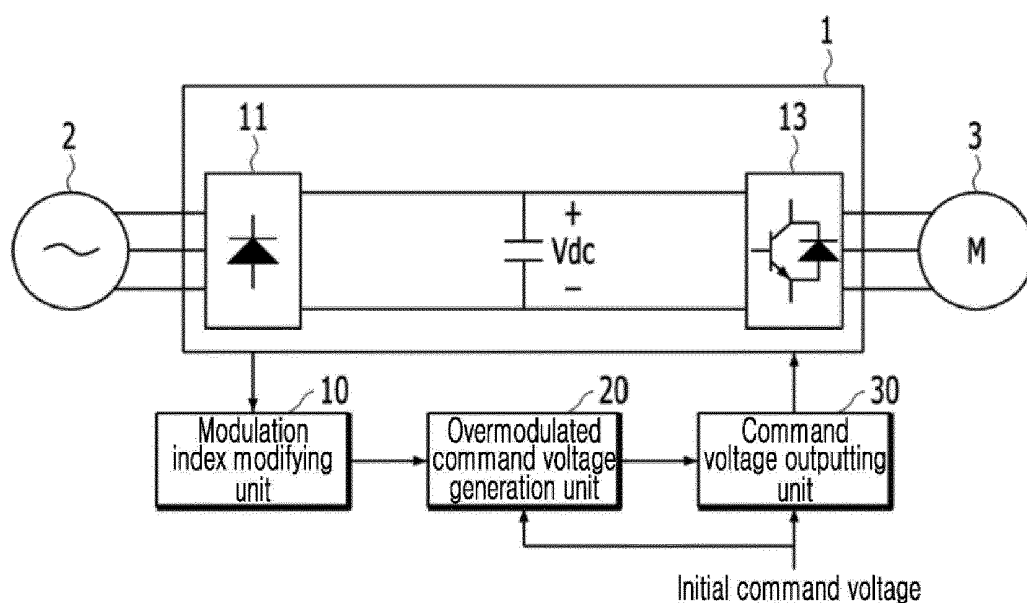 1
2
11
13
3
+
Vdc
−
M
10
20
30
Modulation
index modifying
unit
Overmodulated
command voltage
generation unit
Command
voltage outputting
unit
Initial command voltage